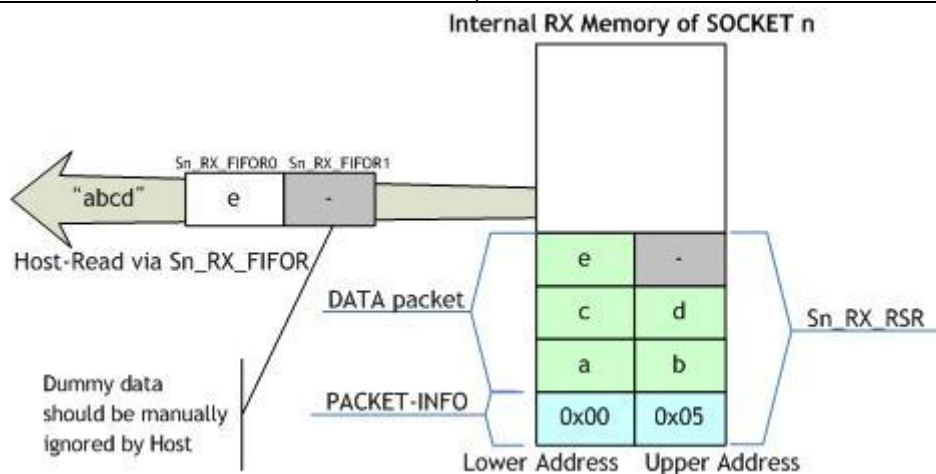 Internal RX Memory of SOCKET n
Sn_RX_FIFOR0 Sn_RX_FIFOR1
"abcd" e -
Host-Read via Sn_RX_FIFOR
e -
DATA packet
c d
Sn_RX_RSR
a b
Dummy data
should be manually
ignored by Host
PACKET-INFO
0x00 0x05
Lower Address Upper Address